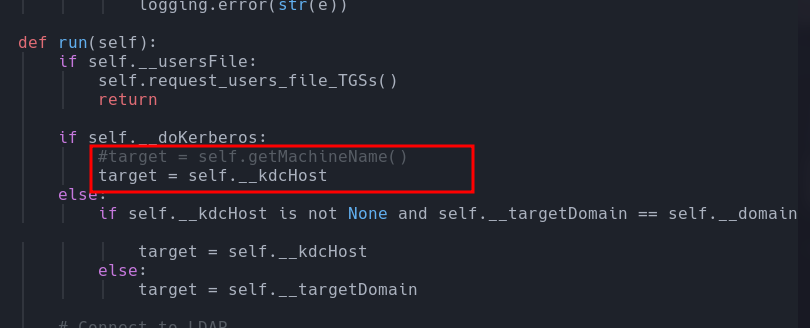 logging.error(str(e))
def run(self):
if self.__usersFile:
self.request_users_file_TGSs()
return
if self.__doKerberos:
#target = self.getMachineName()
target = self.__kdcHost
else:
if self.__kdcHost is not None and self.__targetDomain == self.__domain
target = self.__kdcHost
else:
target = self.__targetDomain
# Connect to LDAP